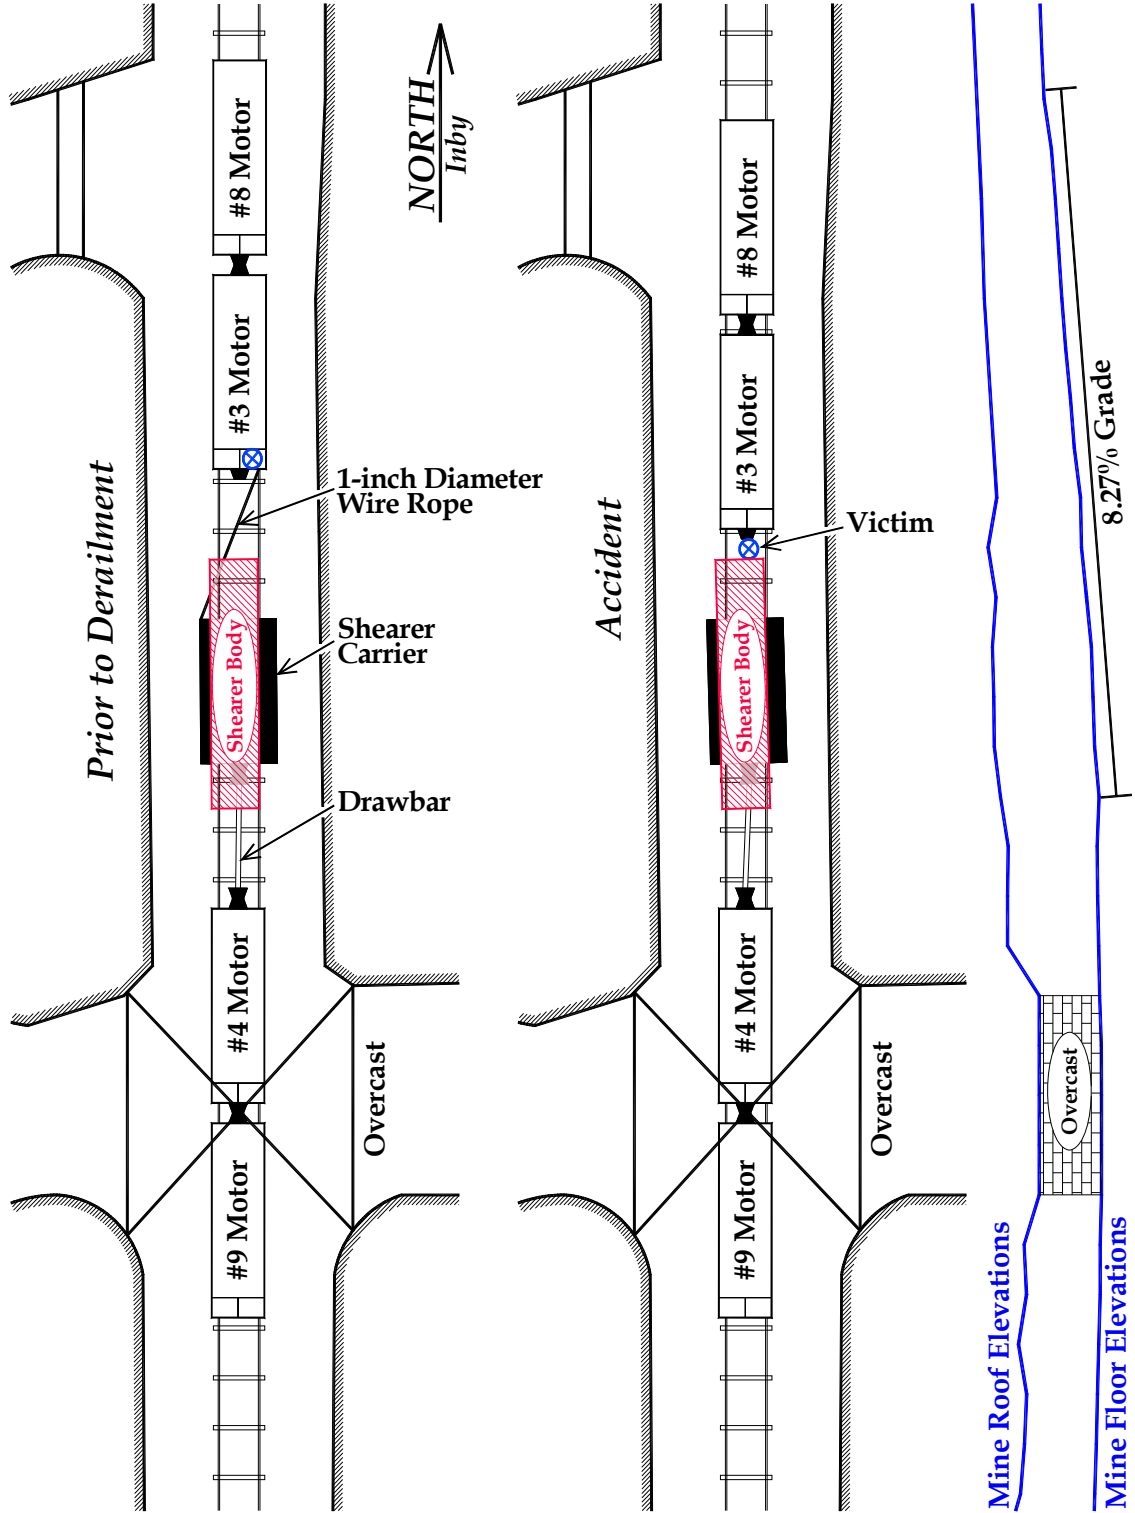 Prior to Derailment
#8 Motor
#3 Motor
1-inch Diameter
Wire Rope
Shearer Body
Shearer
Carrier
Drawbar
#4 Motor
Overcast
#9 Motor
NORTH
Inby
Accident
#8 Motor
#3 Motor
Victim
Shearer Body
#4 Motor
Overcast
#9 Motor
8.27% Grade
Overcast
Mine Roof Elevations
Mine Floor Elevations